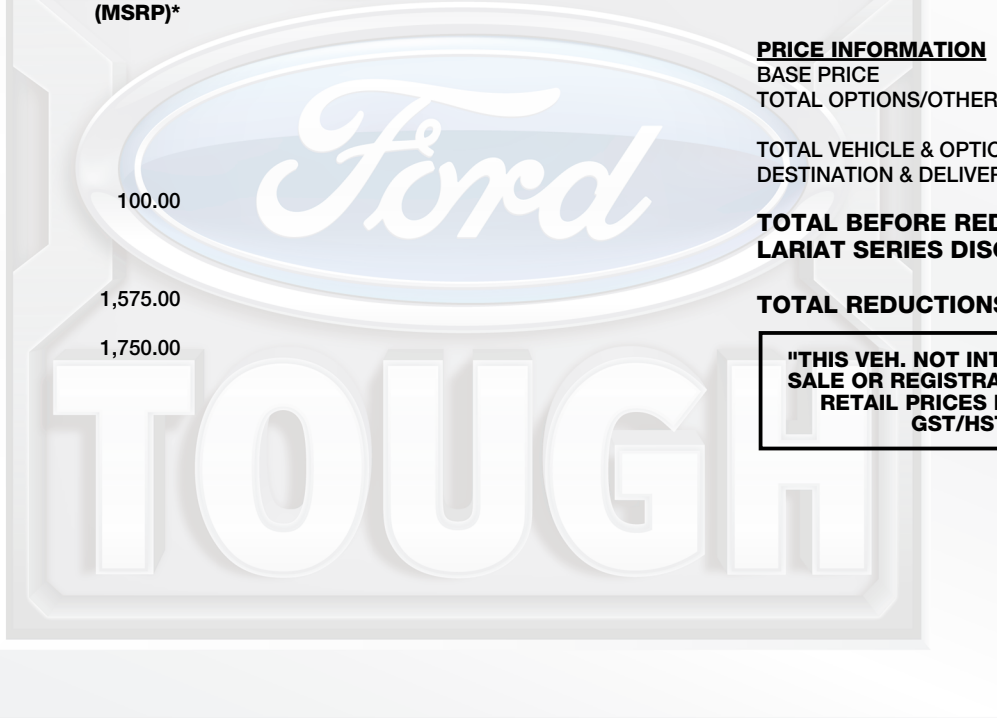 (MSRP)*
100.00
1,575.00
1,750.00
Ford
TOUGH
PRICE INFORMATION
BASE PRICE
TOTAL OPTIONS/OTHER
TOTAL VEHICLE & OPTIO
DESTINATION & DELIVER
TOTAL BEFORE RED
LARIAT SERIES DISC
TOTAL REDUCTIONS
"THIS VEH. NOT INT
SALE OR REGISTRA
RETAIL PRICES
GST/HST